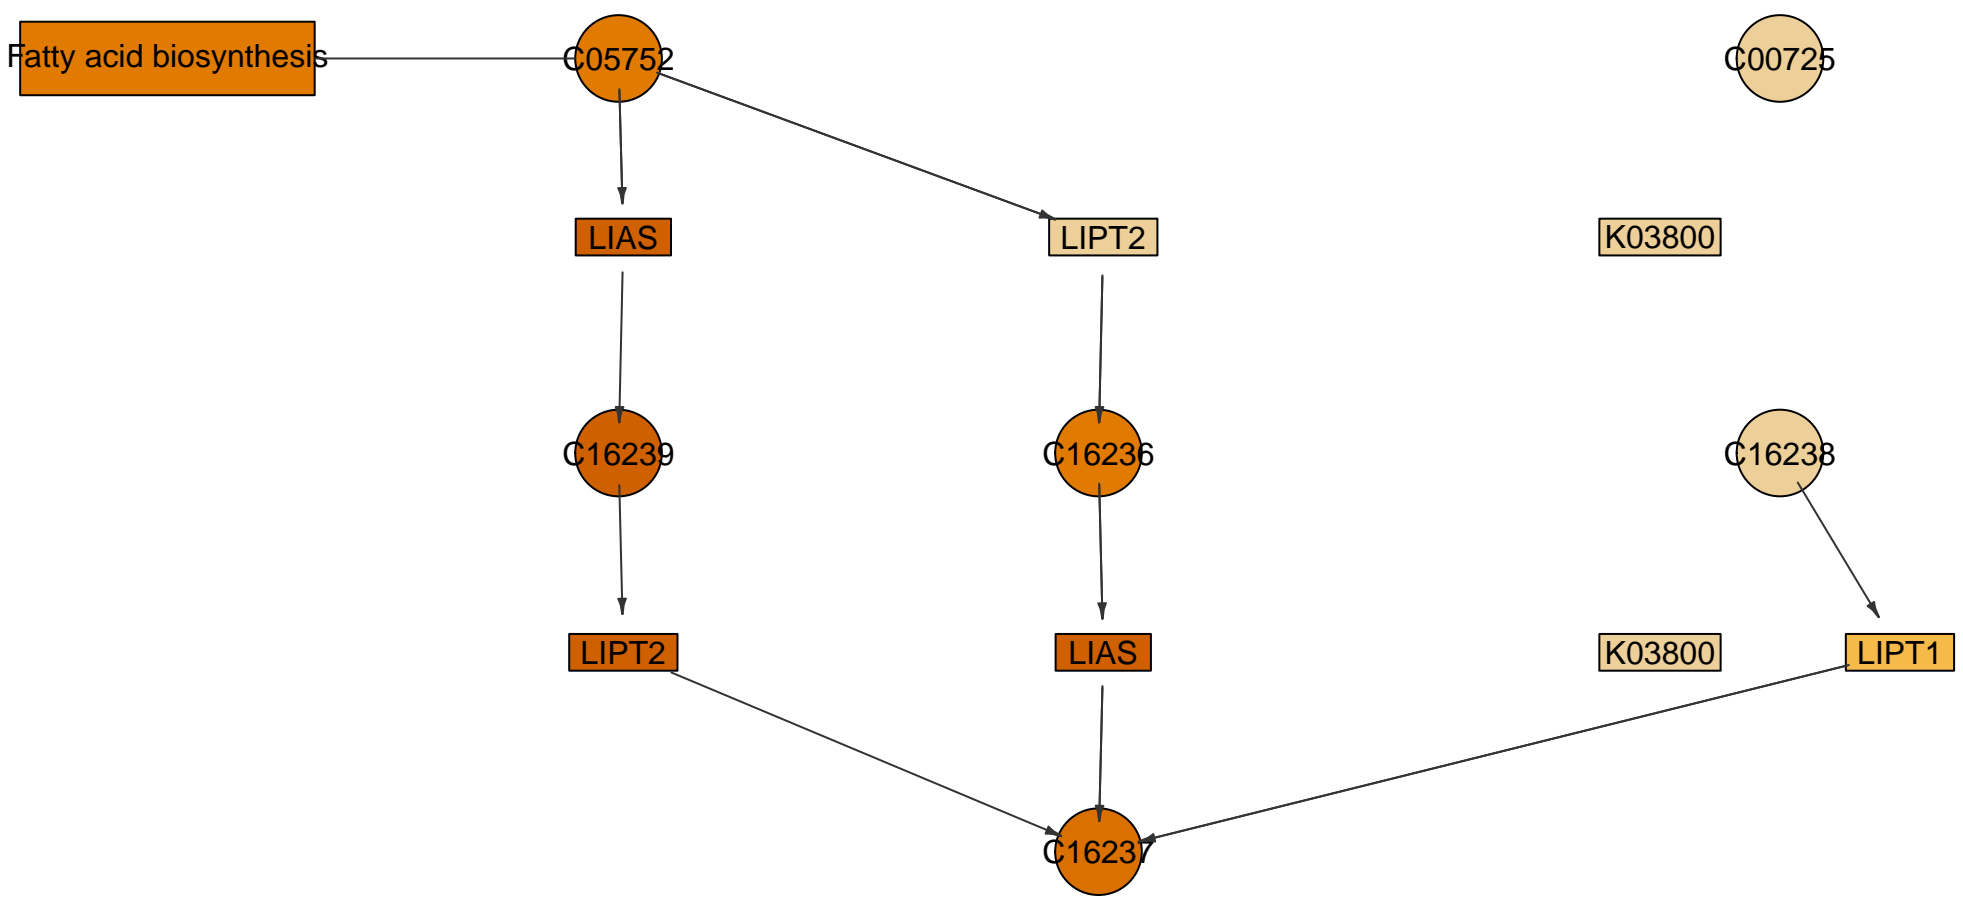 Fatty acid biosynthesis
C05752
C00725
LIAS
LIPT2
K03800
C16239
C16236
C16238
LIPT2
LIAS
K03800
LIPT1
C16237